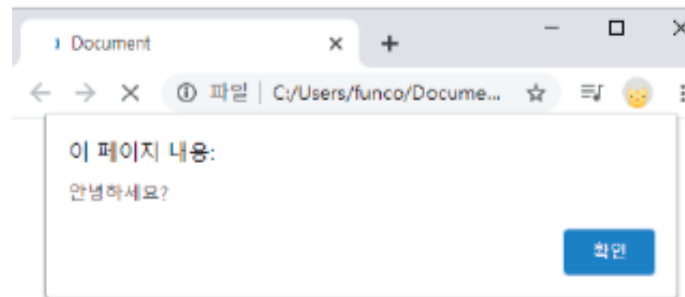 Document
파일 | C:/Users/funco/Docume...
이 페이지 내용:
안녕하세요?
확인